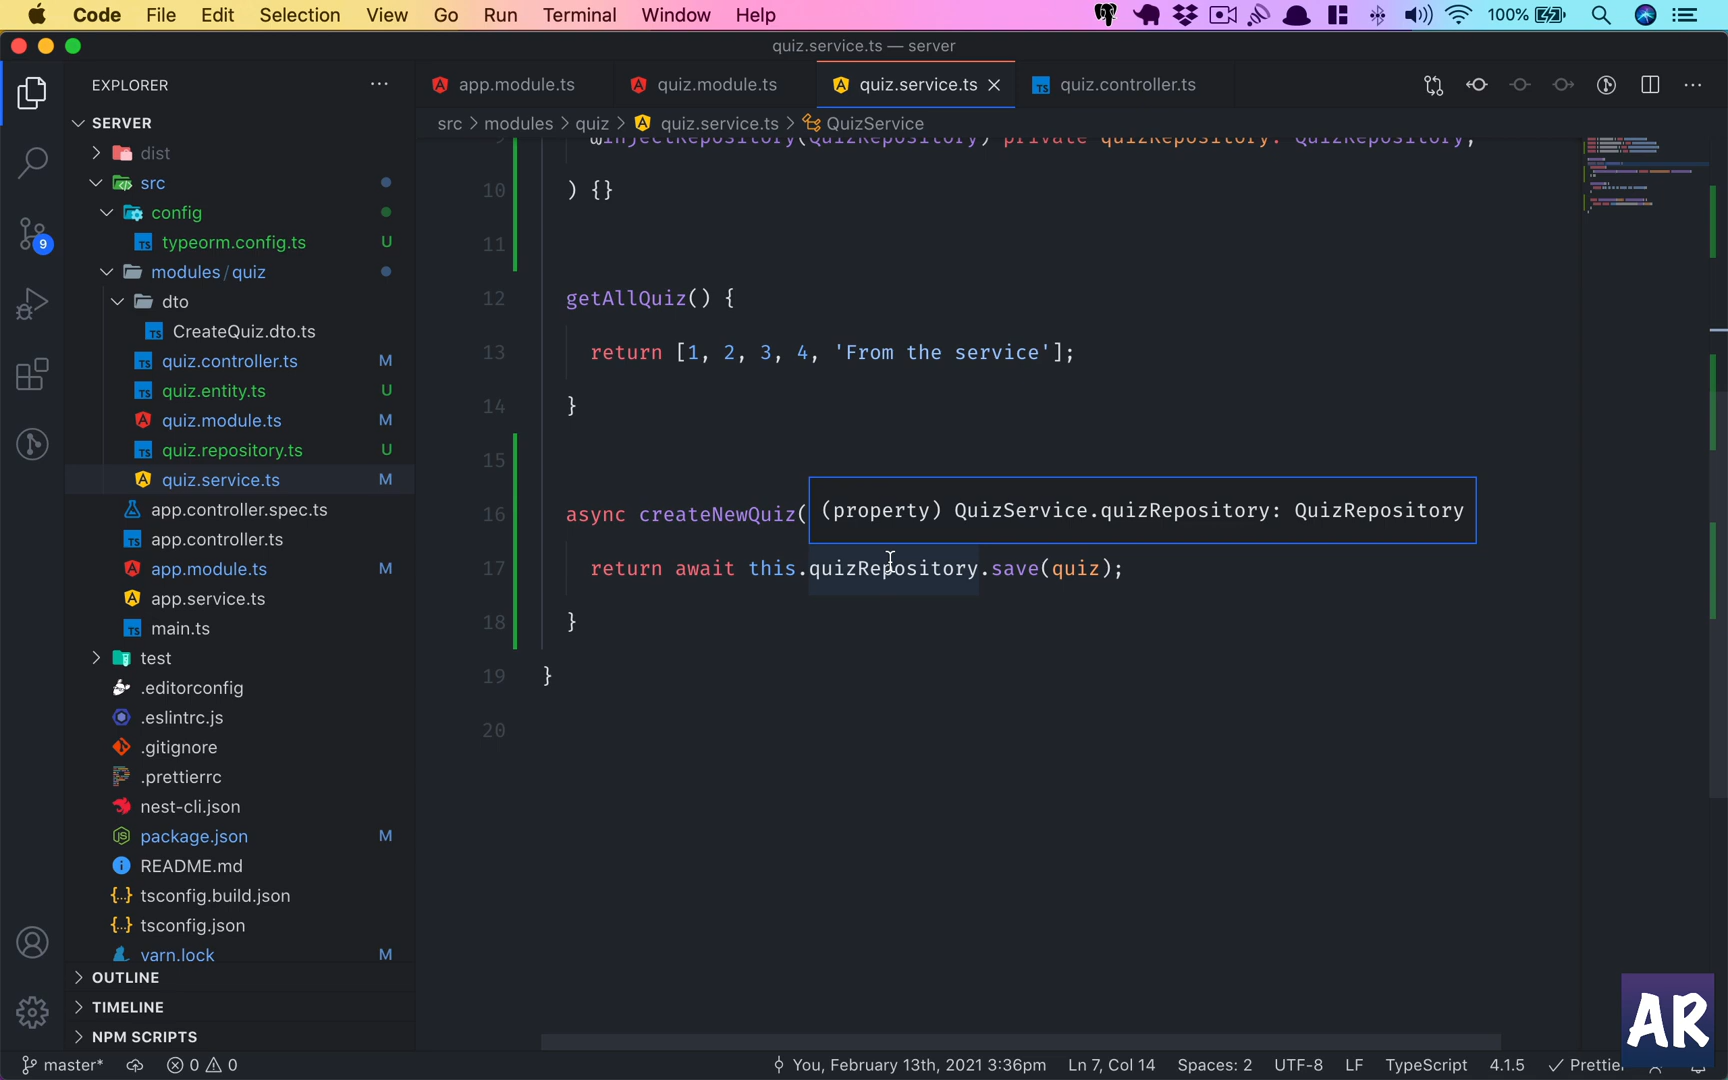 Code File Edit Selection View Go Run Terminal Window Help 100%
quiz.service.ts — server
EXPLORER
app.module.ts quiz.module.ts quiz.service.ts quiz.controller.ts
SERVER
src > modules > quiz > quiz.service.ts > QuizService
dist
src
config
typeorm.config.ts U
modules / quiz
dto
CreateQuiz.dto.ts
quiz.controller.ts M
quiz.entity.ts U
quiz.module.ts M
quiz.repository.ts U
quiz.service.ts M
app.controller.spec.ts
app.controller.ts
app.module.ts M
app.service.ts
main.ts
test
.editorconfig
.eslintrc.js
.gitignore
.prettierrc
nest-cli.json
package.json M
README.md
tsconfig.build.json
tsconfig.json
yarn.lock M
OUTLINE
TIMELINE
NPM SCRIPTS
9
@InjectRepository(QuizRepository) private quizRepository: QuizRepository,
10 ) {}
11
12 getAllQuiz() {
13 return [1, 2, 3, 4, 'From the service'];
14 }
15
16 async createNewQuiz(
(property) QuizService.quizRepository: QuizRepository
17 return await this.quizRepository.save(quiz);
18 }
19 }
20
AR
master* 0 0 You, February 13th, 2021 3:36pm Ln 7, Col 14 Spaces: 2 UTF-8 LF TypeScript 4.1.5